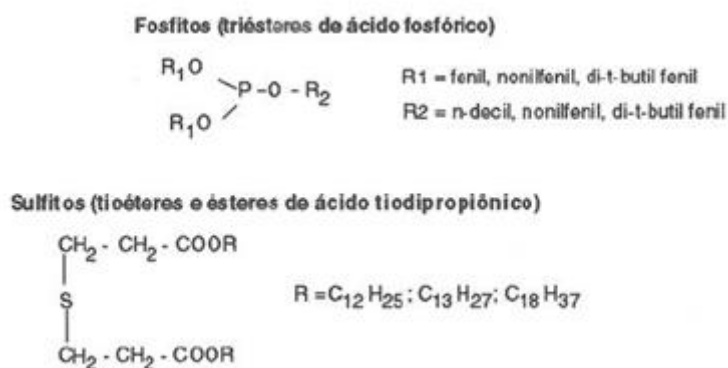 Fosfitos (triésteres de ácido fosfórico)
R₁O
P - O - R₂
R₁O
R1 = fenil, nonilfenil, di-t-butil fenil
R2 = n-decil, nonilfenil, di-t-butil fenil
Sulfitos (tioéteres e ésteres de ácido tiodipropiônico)
CH₂ - CH₂ - COOR
S
CH₂ - CH₂ - COOR
R = C₁₂H₂₅; C₁₃H₂₇; C₁₈H₃₇